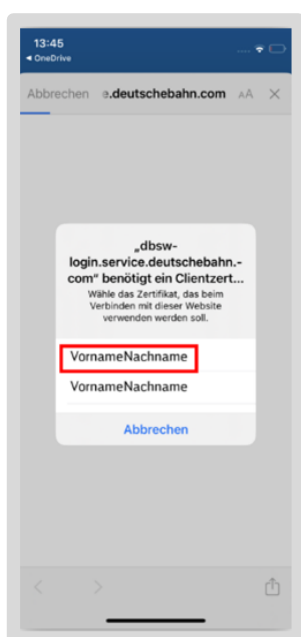 13:45
◀ OneDrive
Abbrechen
e.deutschebahn.com
AA
„dbsw-
login.service.deutschebahn.-
com“ benötigt ein Clientzert...
Wähle das Zertifikat, das beim
Verbinden mit dieser Website
verwenden werden soll.
VornameNachname
VornameNachname
Abbrechen